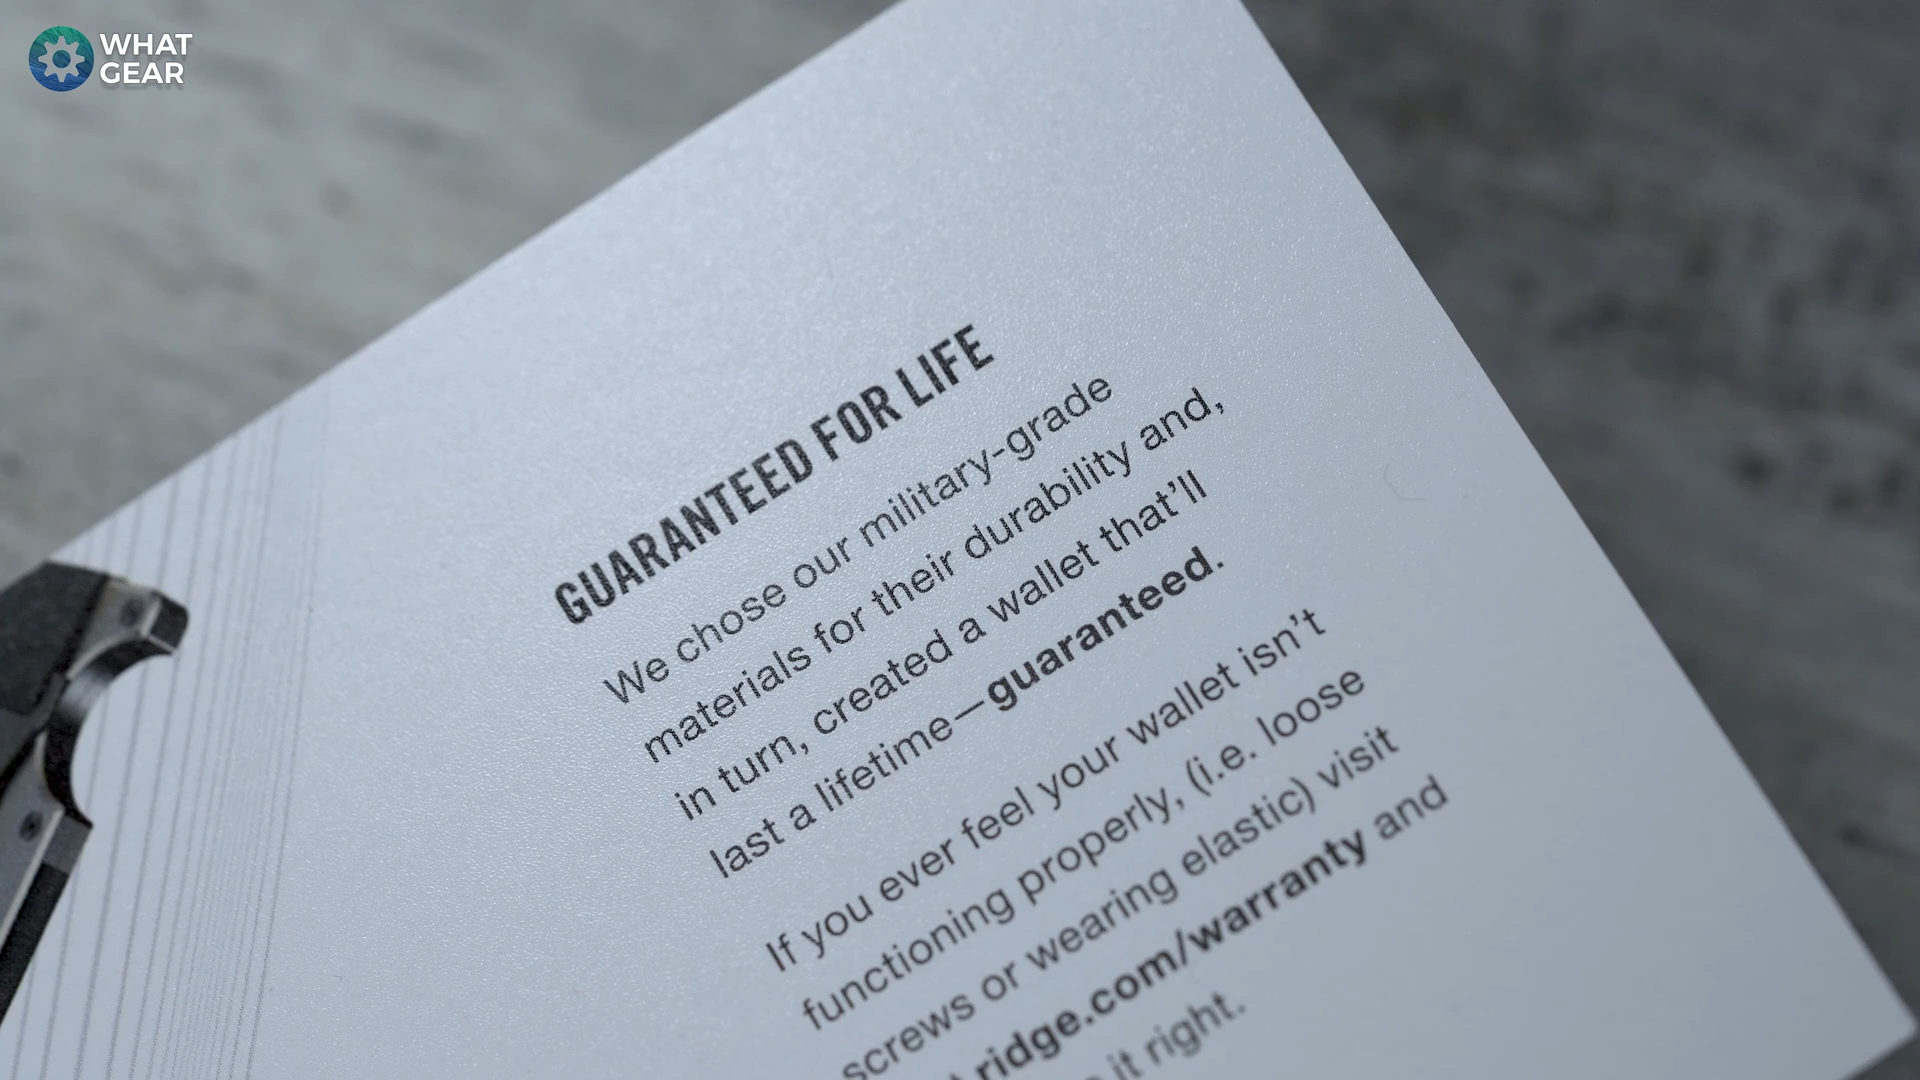 WHAT
GEAR
GUARANTEED FOR LIFE
We chose our military-grade
materials for their durability and,
in turn, created a wallet that'll
last a lifetime—guaranteed.
If you ever feel your wallet isn't
functioning properly, (i.e. loose
screws or wearing elastic) visit
ridge.com/warranty and
it right.